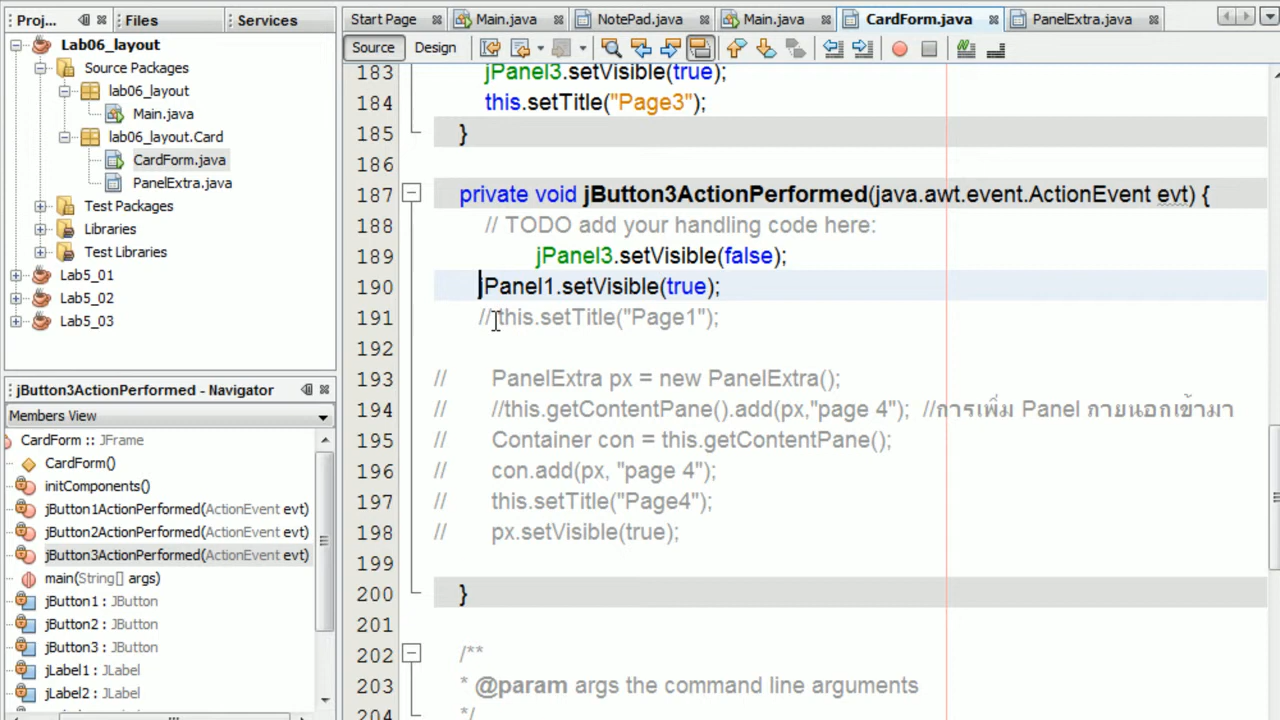 Proj...
Files
Services
Lab06_layout
Source Packages
lab06_layout
Main.java
lab06_layout.Card
CardForm.java
PanelExtra.java
Test Packages
Libraries
Test Libraries
Lab5_01
Lab5_02
Lab5_03
jButton3ActionPerformed - Navigator
Members View
CardForm :: JFrame
CardForm()
initComponents()
jButton1ActionPerformed(ActionEvent evt)
jButton2ActionPerformed(ActionEvent evt)
jButton3ActionPerformed(ActionEvent evt)
main(String[] args)
jButton1 : JButton
jButton2 : JButton
jButton3 : JButton
jLabel1 : JLabel
jLabel2 : JLabel
Start Page
Main.java
NotePad.java
Main.java
CardForm.java
PanelExtra.java
Source
Design
183 jPanel3.setVisible(true);
184 this.setTitle("Page3");
185 }
186
187 private void jButton3ActionPerformed(java.awt.event.ActionEvent evt) {
188 // TODO add your handling code here:
189 jPanel3.setVisible(false);
190 jPanel1.setVisible(true);
191 // this.setTitle("Page1");
192
193 // PanelExtra px = new PanelExtra();
194 // //this.getContentPane().add(px,"page 4"); //การเพิ่ม Panel ภายนอกเข้ามา
195 // Container con = this.getContentPane();
196 // con.add(px, "page 4");
197 // this.setTitle("Page4");
198 // px.setVisible(true);
199
200 }
201
202 /**
203 * @param args the command line arguments
204 */